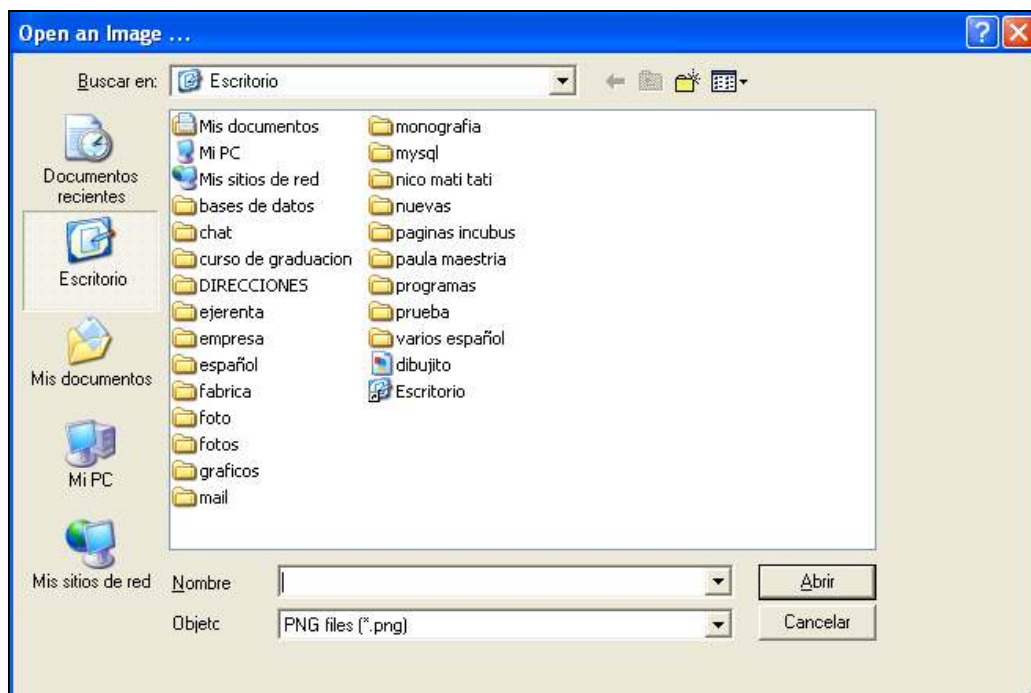 Open an Image ...
Buscar en: Escritorio
Documentos
recientes
Escritorio
Mis documentos
Mi PC
Mis sitios de red
Mis documentos
Mi PC
Mis sitios de red
bases de datos
chat
curso de graduacion
DIRECCIONES
ejerenta
empresa
español
fabrica
foto
fotos
graficos
mail
monografia
mysql
nico mati tati
nuevas
paginas incubus
paula maestria
programas
prueba
varios español
dibujito
Escritorio
Nombre
Abrir
Objetc
PNG files (*.png)
Cancelar